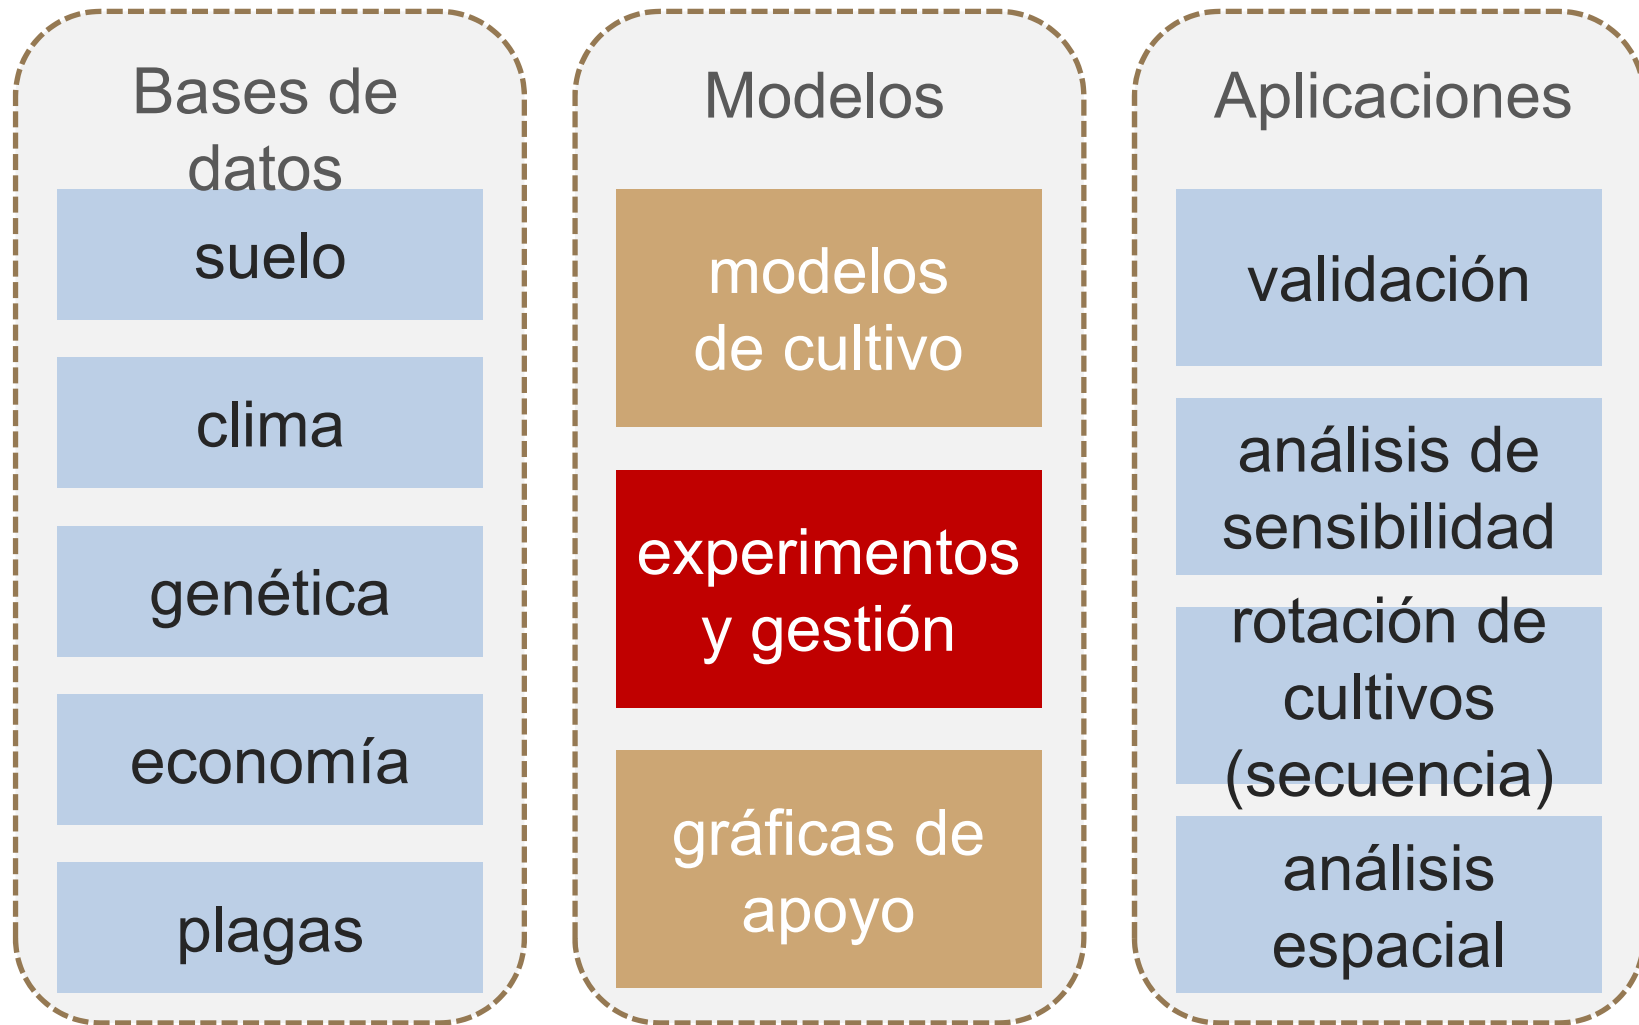 Bases de
datos
suelo
clima
genética
economía
plagas
Modelos
modelos
de cultivo
experimentos
y gestión
gráficas de
apoyo
Aplicaciones
validación
análisis de
sensibilidad
rotación de
cultivos
(secuencia)
análisis
espacial